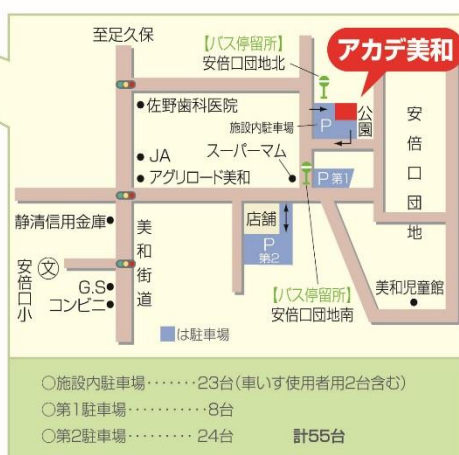 至足久保
【バス停留所】
安倍口団地北
アカデ美和
佐野歯科医院
施設内駐車場
P
公園
安倍口団地
JA
アグリロード美和
スーパーマム
P第1
静清信用金庫
美和街道
店舗
P
第2
安倍口小
文
G.S
コンビニ
【バス停留所】
安倍口団地南
美和児童館
は駐車場
○施設内駐車場‥‥‥‥23台(車いす使用者用2台含む)
○第1駐車場‥‥‥‥‥‥8台
○第2駐車場‥‥‥‥‥ 24台 計55台